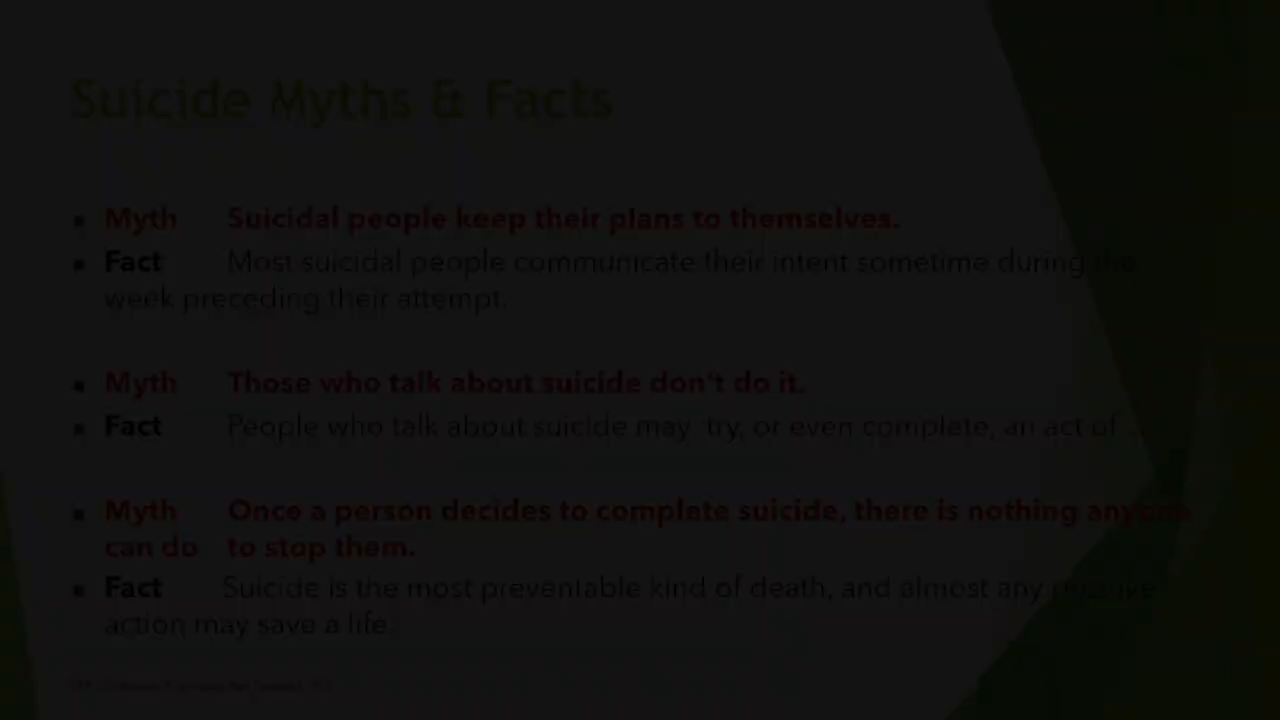 Suicide Myths & Facts
Myth Suicidal people keep their plans to themselves.
Fact Most suicidal people communicate their intent sometime during the
week preceding their attempt.
Myth Those who talk about suicide don't do it.
Fact People who talk about suicide may try, or even complete, an act of ...
Myth Once a person decides to complete suicide, there is nothing anyone
can do to stop them.
Fact Suicide is the most preventable kind of death, and almost any positive
action may save a life.